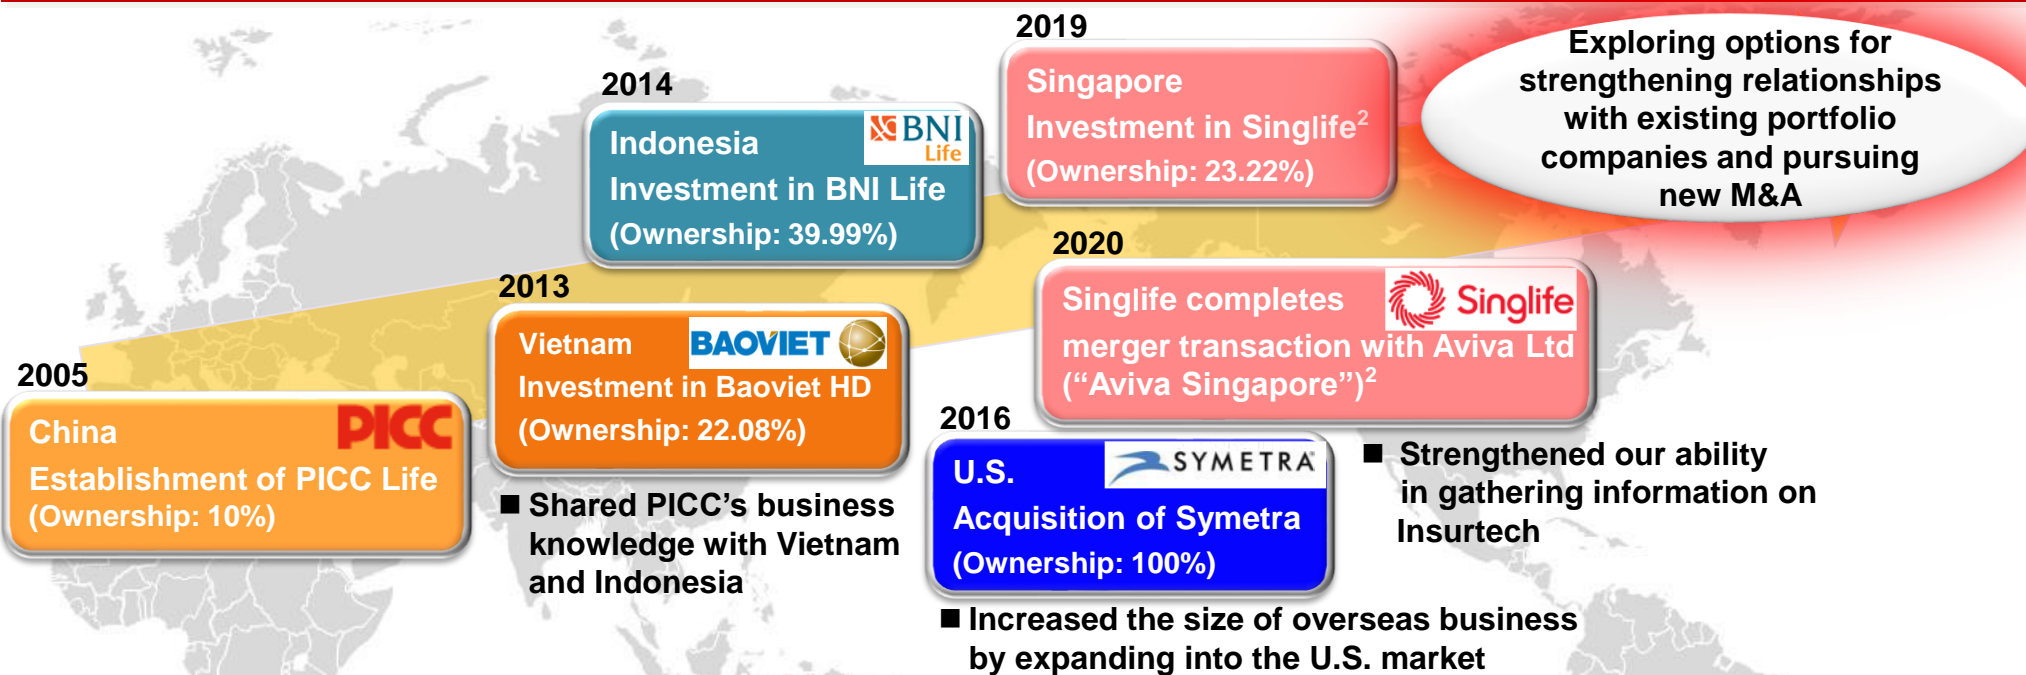 2005
China
PICC
Establishment of PICC Life
(Ownership: 10%)
2013
Vietnam
BAOVIET
Investment in Baoviet HD
(Ownership: 22.08%)
■ Shared PICC’s business
knowledge with Vietnam
and Indonesia
2014
Indonesia
BNI
Life
Investment in BNI Life
(Ownership: 39.99%)
2016
U.S.
SYMETRA
Acquisition of Symetra
(Ownership: 100%)
■ Increased the size of overseas business
by expanding into the U.S. market
2019
Singapore
Investment in Singlife²
(Ownership: 23.22%)
2020
Singlife completes
Singlife
merger transaction with Aviva Ltd
(“Aviva Singapore”)²
■ Strengthened our ability
in gathering information on
Insurtech
Exploring options for
strengthening relationships
with existing portfolio
companies and pursuing
new M&A